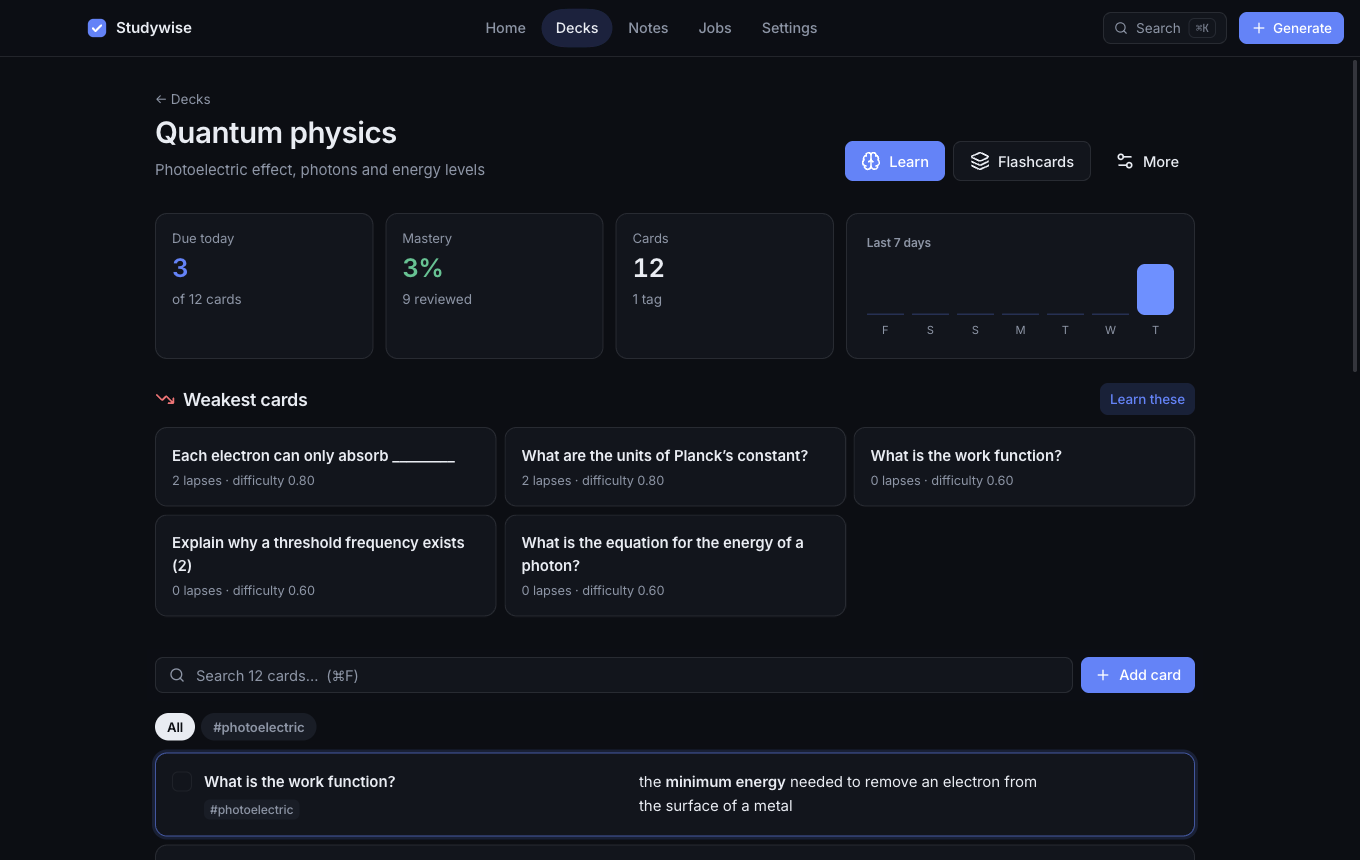 Studywise
Home
Decks
Notes
Jobs
Settings
Search ⌘K
Generate
← Decks
Quantum physics
Photoelectric effect, photons and energy levels
Learn
Flashcards
More
Due today
3
of 12 cards
Mastery
3%
9 reviewed
Cards
12
1 tag
Last 7 days
F S S M T W T
Weakest cards
Learn these
Each electron can only absorb _________
2 lapses · difficulty 0.80
What are the units of Planck’s constant?
2 lapses · difficulty 0.80
What is the work function?
0 lapses · difficulty 0.60
Explain why a threshold frequency exists
(2)
0 lapses · difficulty 0.60
What is the equation for the energy of a
photon?
0 lapses · difficulty 0.60
Search 12 cards… (⌘F)
Add card
All
#photoelectric
What is the work function?
#photoelectric
the minimum energy needed to remove an electron from
the surface of a metal